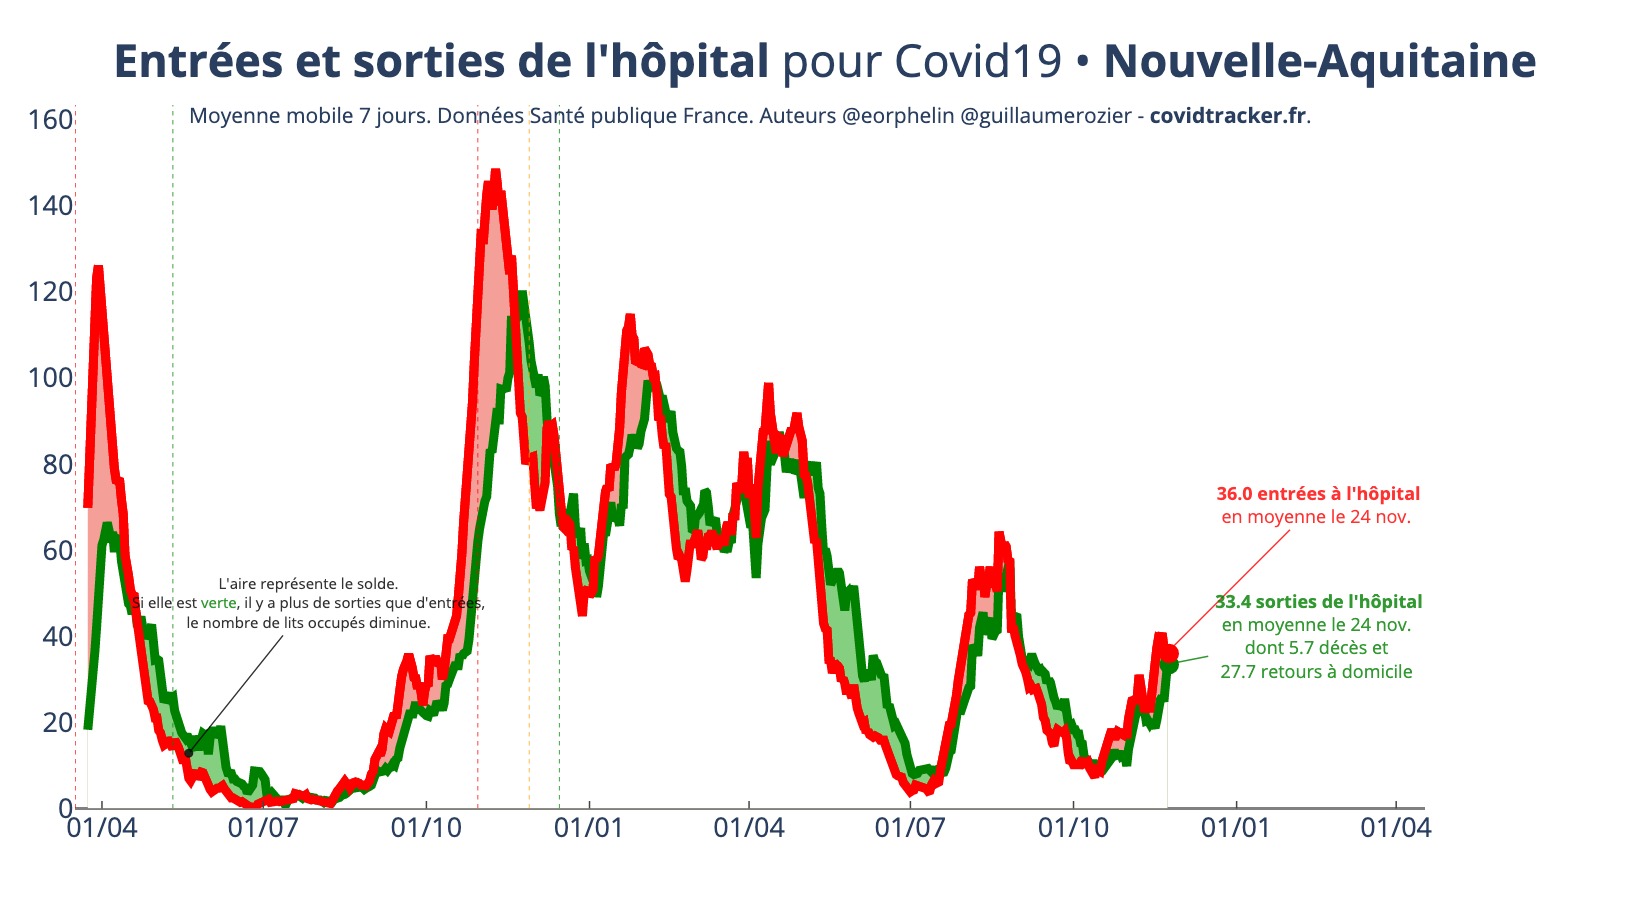 Entrées et sorties de l'hôpital pour Covid19 • Nouvelle-Aquitaine
Moyenne mobile 7 jours. Données Santé publique France. Auteurs @eorphelin @guillaumerozier - covidtracker.fr.
160
140
120
100
80
60
40
20
0
36.0 entrées à l'hôpital
en moyenne le 24 nov.
L'aire représente le solde.
Si elle est verte, il y a plus de sorties que d'entrées,
le nombre de lits occupés diminue.
33.4 sorties de l'hôpital
en moyenne le 24 nov.
dont 5.7 décès et
27.7 retours à domicile
01/04 01/07 01/10 01/01 01/04 01/07 01/10 01/01 01/04